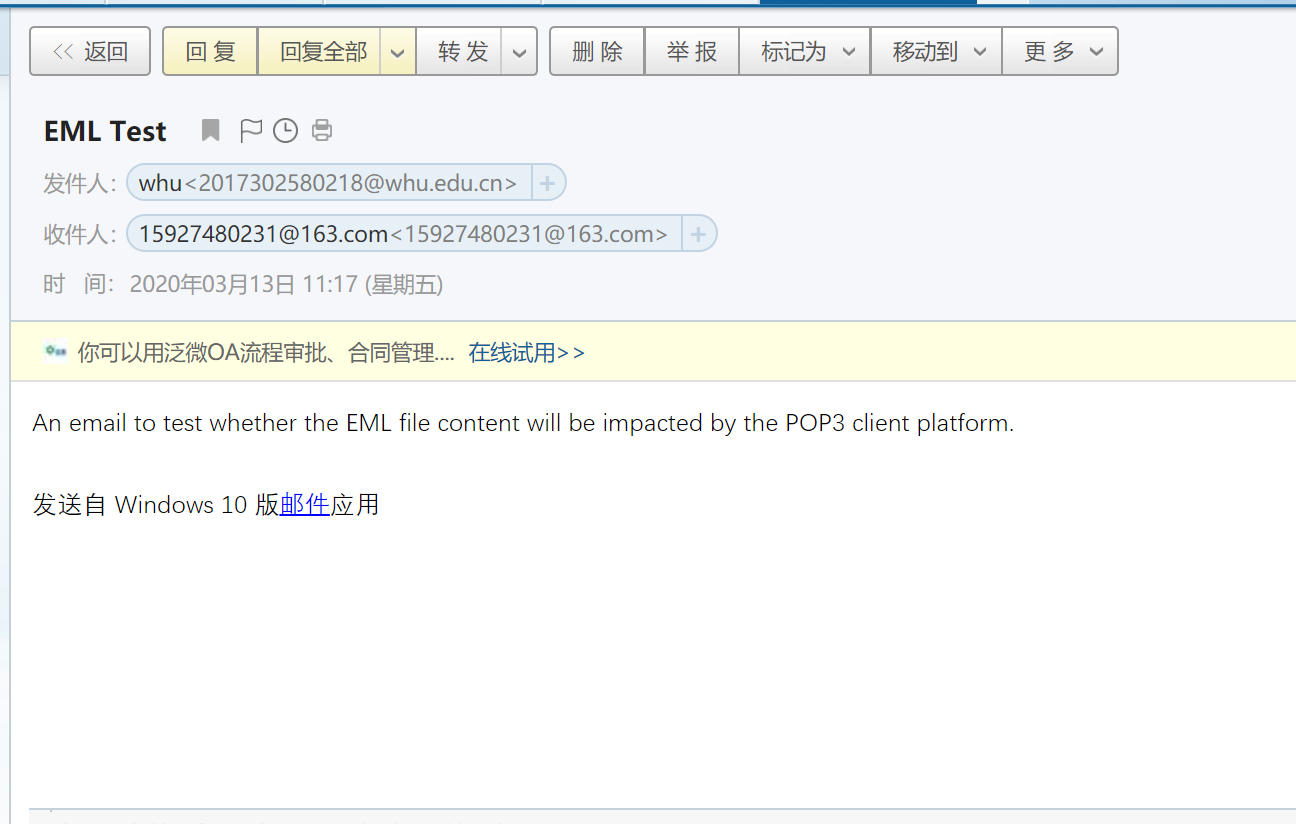 << 返回 回 复 回复全部 转 发 删 除 举 报 标记为 移动到 更 多
EML Test
发件人： whu<2017302580218@whu.edu.cn> +
收件人： 15927480231@163.com<15927480231@163.com> +
时 间： 2020年03月13日 11:17 (星期五)
你可以用泛微OA流程审批、合同管理.... 在线试用>>
An email to test whether the EML file content will be impacted by the POP3 client platform.
发送自 Windows 10 版邮件应用